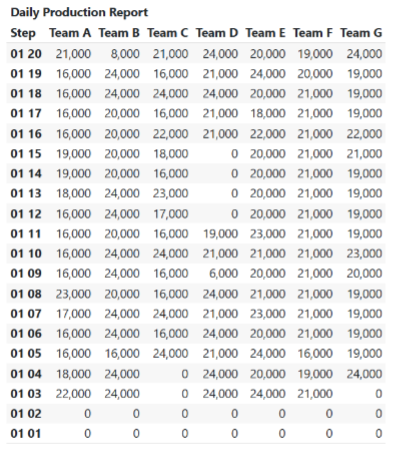 Daily Production Report
Step Team A Team B Team C Team D Team E Team F Team G
01 20 21,000 8,000 21,000 24,000 20,000 19,000 24,000
01 19 16,000 24,000 16,000 21,000 24,000 20,000 19,000
01 18 16,000 24,000 24,000 24,000 20,000 21,000 19,000
01 17 16,000 20,000 16,000 21,000 18,000 21,000 19,000
01 16 16,000 20,000 22,000 21,000 22,000 21,000 22,000
01 15 19,000 20,000 18,000 0 20,000 21,000 21,000
01 14 19,000 20,000 16,000 0 20,000 21,000 19,000
01 13 18,000 24,000 23,000 0 20,000 21,000 19,000
01 12 16,000 24,000 17,000 0 20,000 21,000 19,000
01 11 16,000 20,000 16,000 19,000 23,000 21,000 19,000
01 10 16,000 24,000 24,000 21,000 21,000 21,000 23,000
01 09 16,000 24,000 16,000 6,000 20,000 21,000 20,000
01 08 23,000 20,000 16,000 24,000 21,000 21,000 19,000
01 07 17,000 24,000 24,000 21,000 23,000 21,000 19,000
01 06 16,000 24,000 16,000 24,000 20,000 21,000 19,000
01 05 16,000 16,000 24,000 21,000 24,000 16,000 19,000
01 04 18,000 24,000 0 24,000 20,000 19,000 24,000
01 03 22,000 24,000 0 24,000 24,000 21,000 0
01 02 0 0 0 0 0 0 0
01 01 0 0 0 0 0 0 0